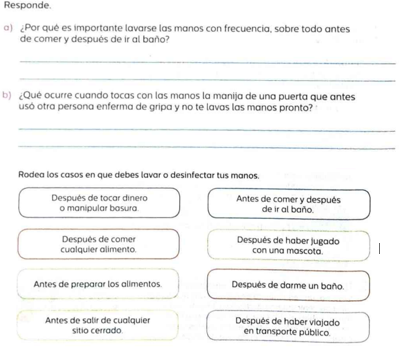 Responde.
a) ¿Por qué es importante lavarse las manos con frecuencia, sobre todo antes
de comer y después de ir al baño?
b) ¿Qué ocurre cuando tocas con las manos la manija de una puerta que antes
usó otra persona enferma de gripa y no te lavas las manos pronto?
Rodea los casos en que debes lavar o desinfectar tus manos.
Después de tocar dinero
o manipular basura.
Antes de comer y después
de ir al baño.
Después de comer
cualquier alimento.
Después de haber jugado
con una mascota.
Antes de preparar los alimentos.
Después de darme un baño.
Antes de salir de cualquier
sitio cerrado.
Después de haber viajado
en transporte público.